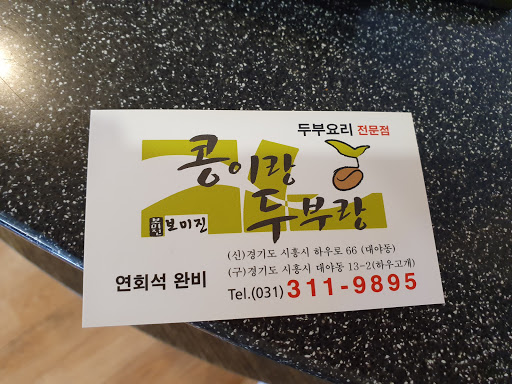 두부요리 전문점
콩이랑
두부랑
보미진
(신)경기도 시흥시 하우로 66 (대야동)
(구)경기도 시흥시 대야동 13-2(하우고개)
연회석 완비
Tel.(031) 311-9895